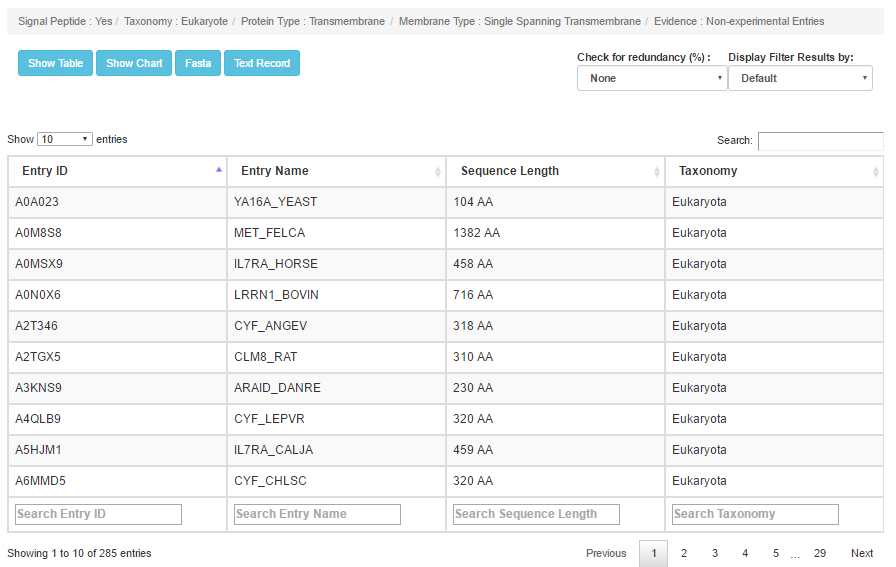 Signal Peptide : Yes / Taxonomy : Eukaryote / Protein Type : Transmembrane / Membrane Type : Single Spanning Transmembrane / Evidence : Non-experimental Entries
Check for redundancy (%) : Display Filter Results by:
Show Table Show Chart Fasta Text Record None Default
Show 10 entries Search:
Entry ID Entry Name Sequence Length Taxonomy
A0A023 YA16A_YEAST 104 AA Eukaryota
A0M8S8 MET_FELCA 1382 AA Eukaryota
A0MSX9 IL7RA_HORSE 458 AA Eukaryota
A0N0X6 LRRN1_BOVIN 716 AA Eukaryota
A2T346 CYF_ANGEV 318 AA Eukaryota
A2TGX5 CLM8_RAT 310 AA Eukaryota
A3KNS9 ARAID_DANRE 230 AA Eukaryota
A4QLB9 CYF_LEPVR 320 AA Eukaryota
A5HJM1 IL7RA_CALJA 459 AA Eukaryota
A6MMD5 CYF_CHLSC 320 AA Eukaryota
Search Entry ID Search Entry Name Search Sequence Length Search Taxonomy
Showing 1 to 10 of 285 entries Previous 1 2 3 4 5 ... 29 Next